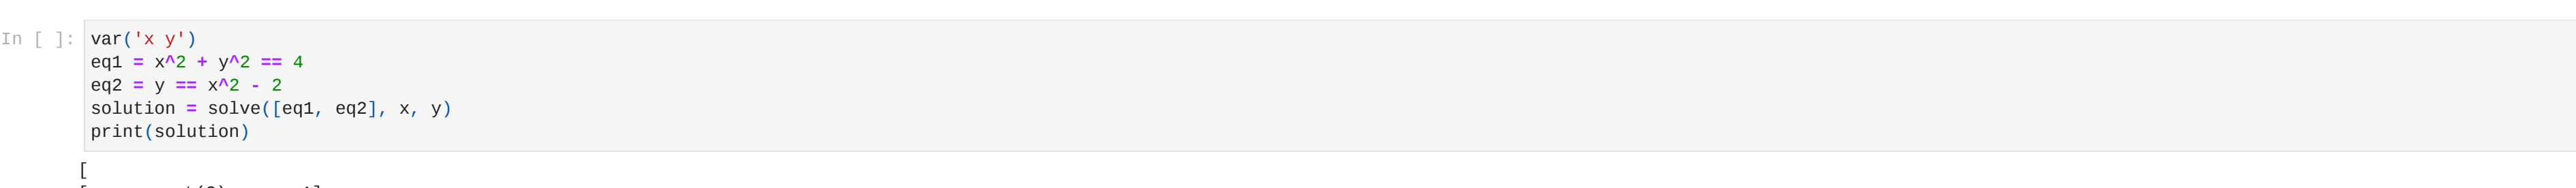 In [ ]:
var('x y')
eq1 = x^2 + y^2 == 4
eq2 = y == x^2 - 2
solution = solve([eq1, eq2], x, y)
print(solution)
[